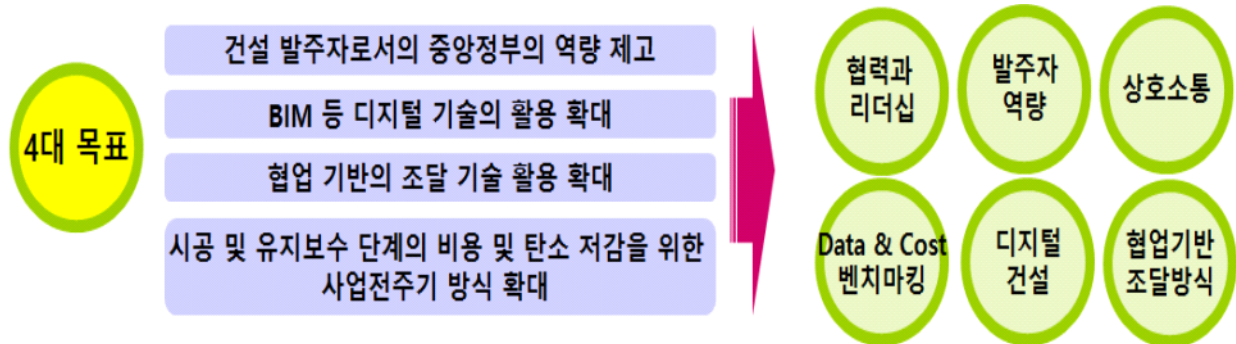 4대 목표
건설 발주자로서의 중앙정부의 역량 제고
BIM 등 디지털 기술의 활용 확대
협업 기반의 조달 기술 활용 확대
시공 및 유지보수 단계의 비용 및 탄소 저감을 위한
사업전주기 방식 확대
협력과
리더십
발주자
역량
상호소통
Data & Cost
벤치마킹
디지털
건설
협업기반
조달방식